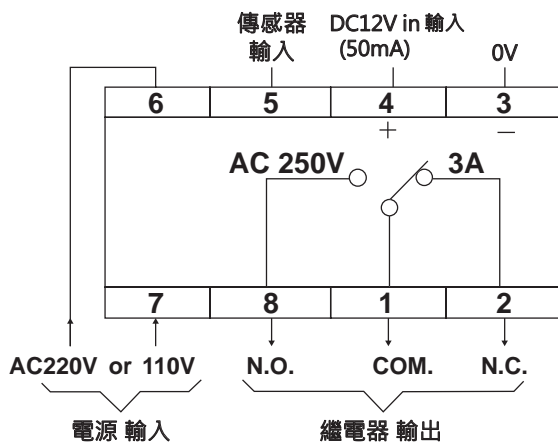 傳感器
輸入
DC12V in 輸入
(50mA)
0V
6 5 4 3
+ −
AC 250V 3A
7 8 1 2
AC220V or 110V N.O. COM. N.C.
電源 輸入 繼電器 輸出